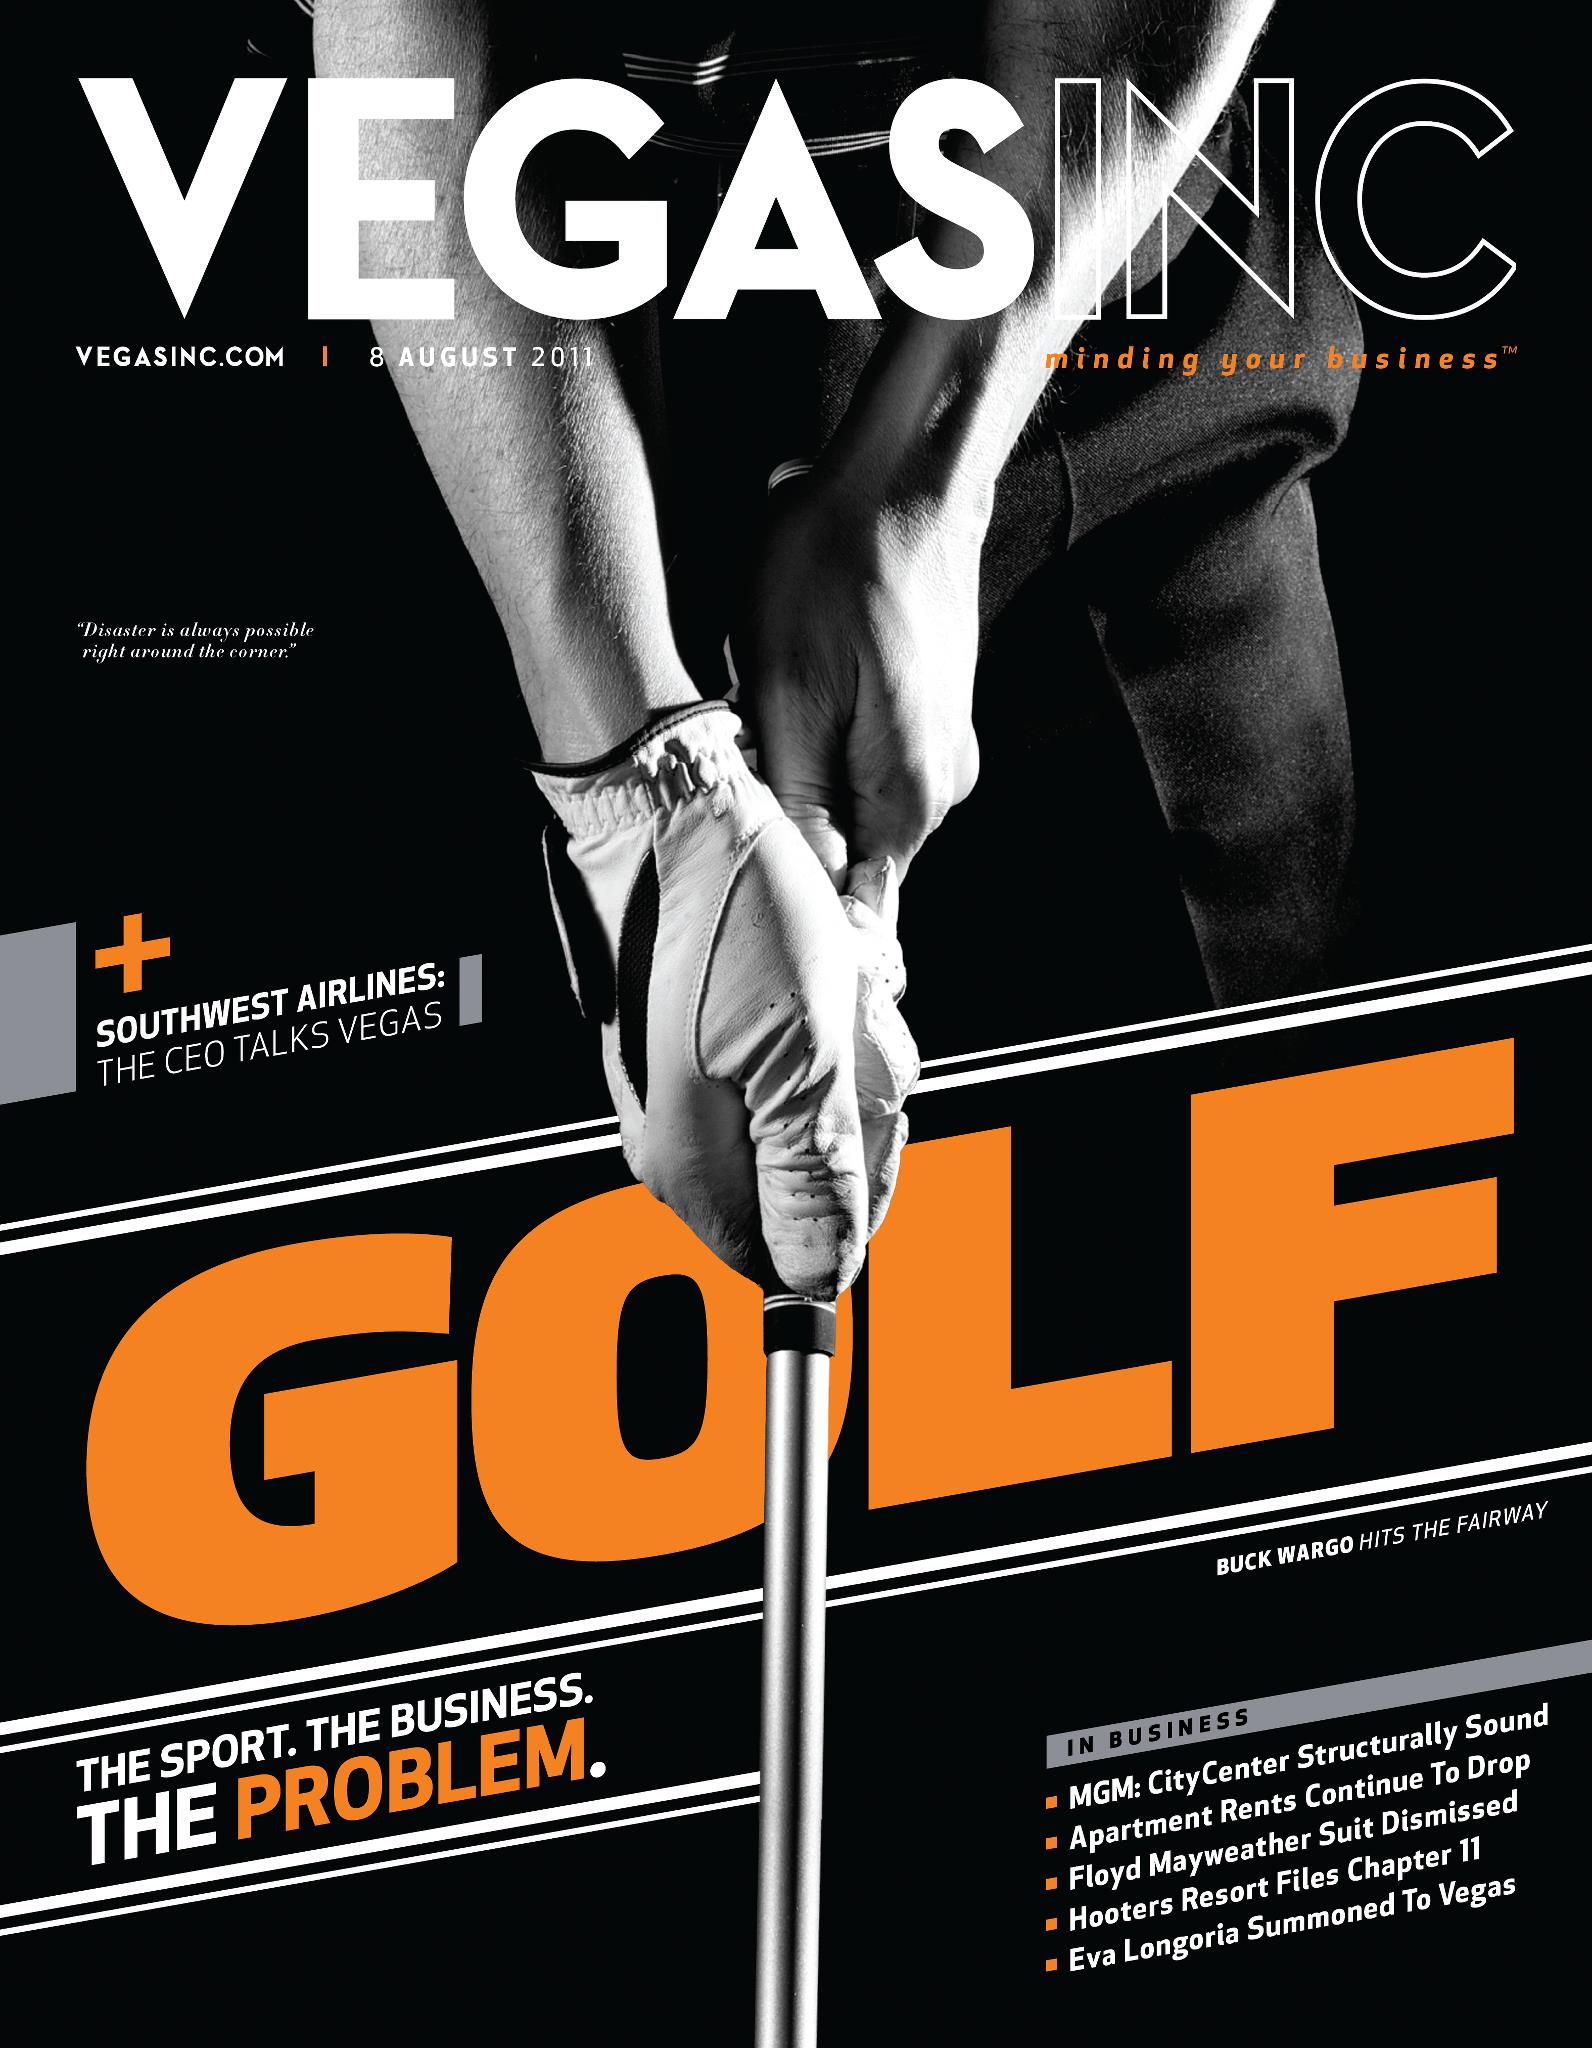 VEGASINC
VEGASINC.COM | 8 AUGUST 2011
minding your business™
“Disaster is always possible
right around the corner.”
+
SOUTHWEST AIRLINES:
THE CEO TALKS VEGAS
GOLF
BUCK WARGO HITS THE FAIRWAY
THE SPORT. THE BUSINESS.
THE PROBLEM.
IN BUSINESS
MGM: CityCenter Structurally Sound
Apartment Rents Continue To Drop
Floyd Mayweather Suit Dismissed
Hooters Resort Files Chapter 11
Eva Longoria Summoned To Vegas